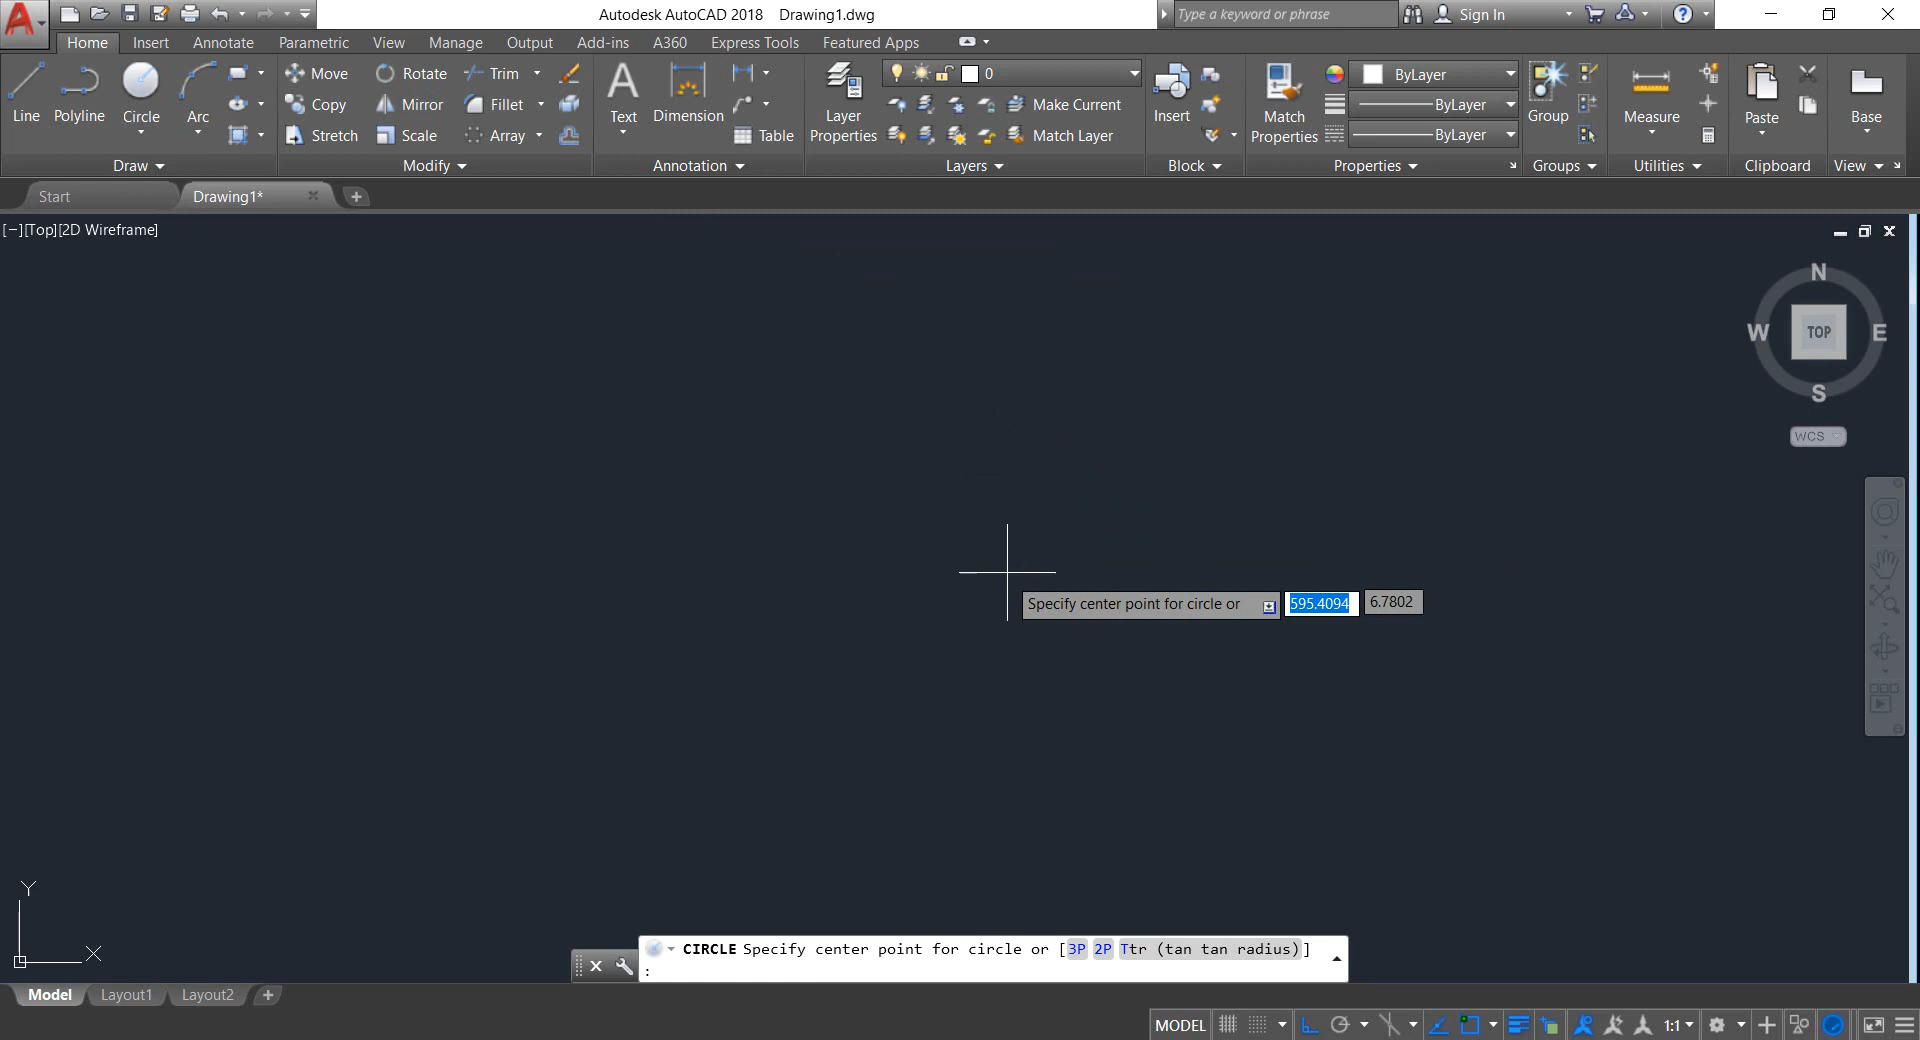 Autodesk AutoCAD 2018 Drawing1.dwg
Type a keyword or phrase
Sign In
Home Insert Annotate Parametric View Manage Output Add-ins A360 Express Tools Featured Apps
Line Polyline Circle Arc
Move Rotate Trim
Copy Mirror Fillet
Stretch Scale Array
Text Dimension Table
Layer Properties
0
Make Current
Match Layer
Insert
Match Properties
ByLayer
ByLayer
ByLayer
Group
Measure
Paste
Base
Draw Modify Annotation Layers Block Properties Groups Utilities Clipboard View
Start Drawing1*
[−][Top][2D Wireframe]
N
W TOP E
S
WCS
Specify center point for circle or 595.4094 6.7802
Y
X
CIRCLE Specify center point for circle or [3P 2P Ttr (tan tan radius)]
:
Model Layout1 Layout2
MODEL 1:1